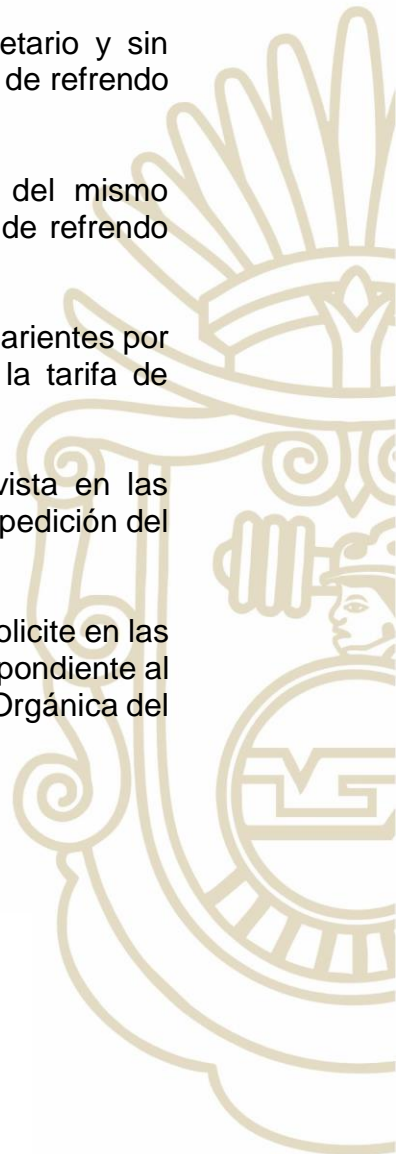 etario y sin
de refrendo
del mismo
de refrendo
arientes por
la tarifa de
vista en las
pedición del
olicite en las
pondiente al
Orgánica del